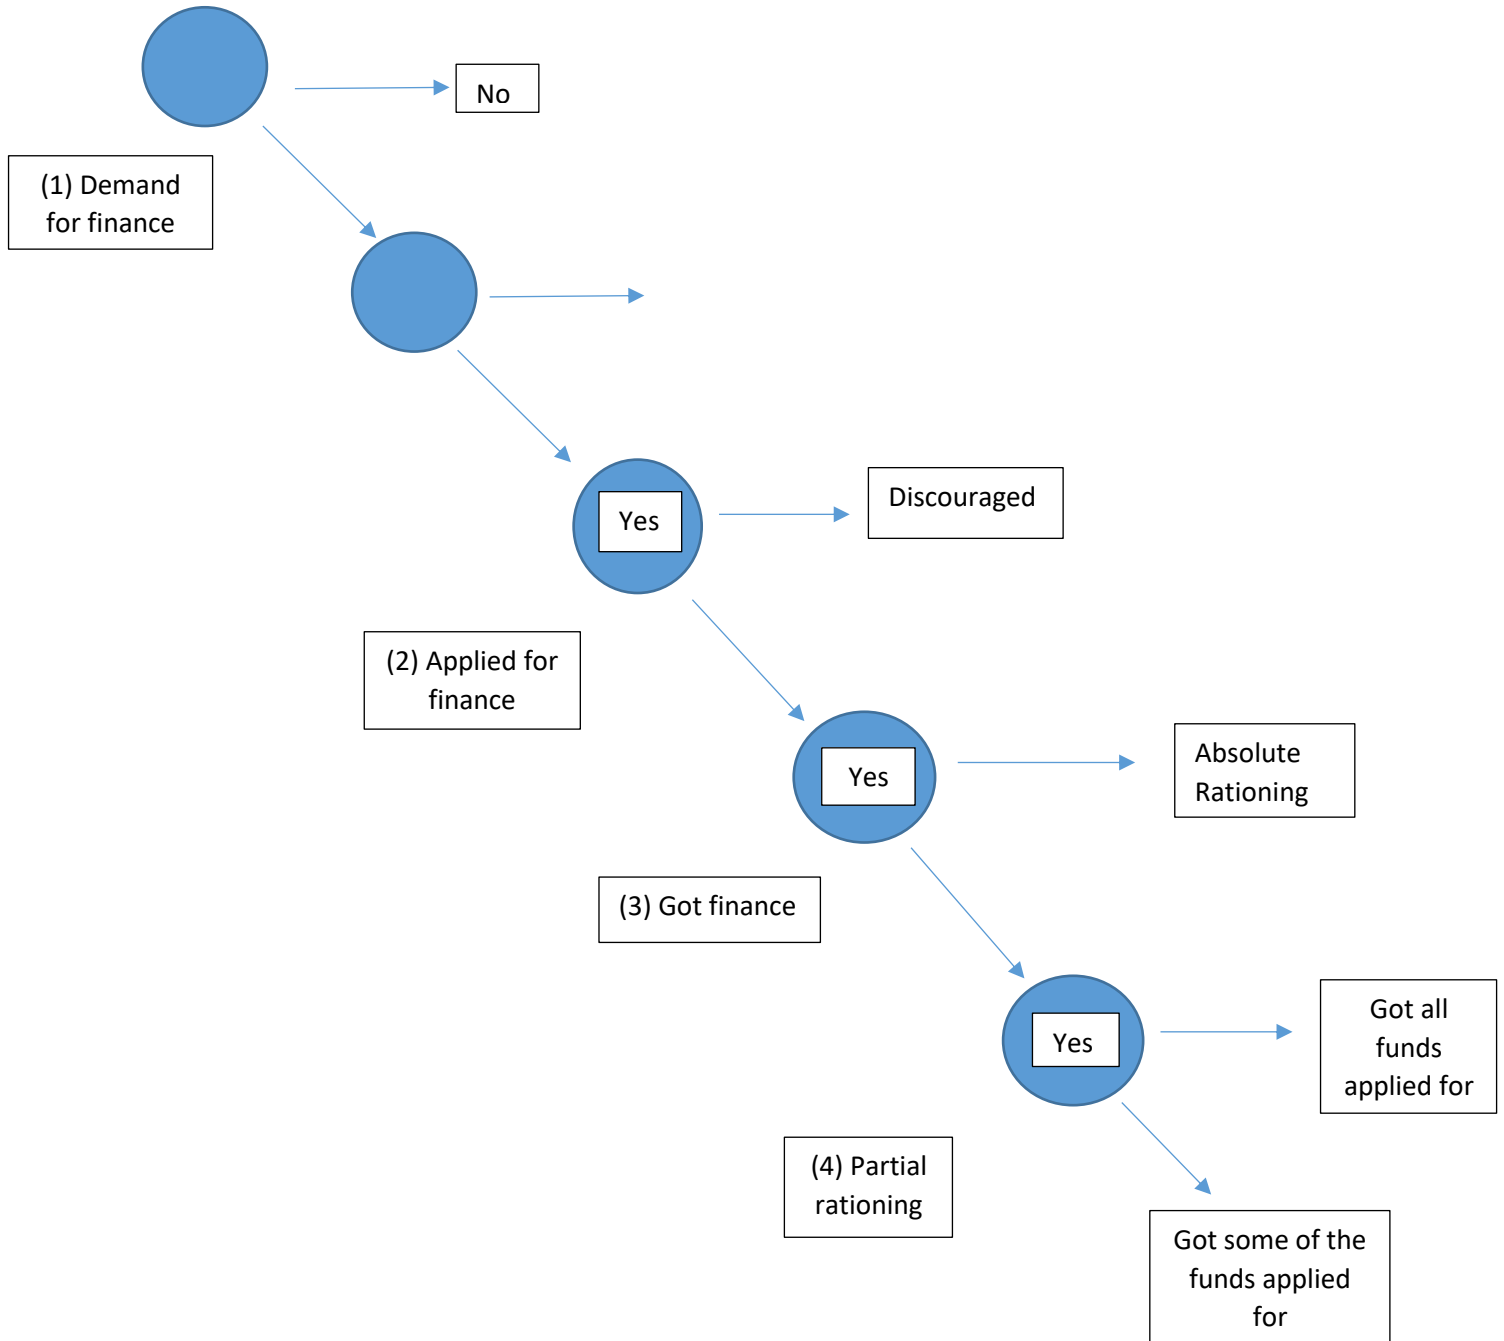 No
(1) Demand
for finance
Yes
Discouraged
(2) Applied for
finance
Yes
Absolute
Rationing
(3) Got finance
Yes
Got all
funds
applied for
(4) Partial
rationing
Got some of the
funds applied
for